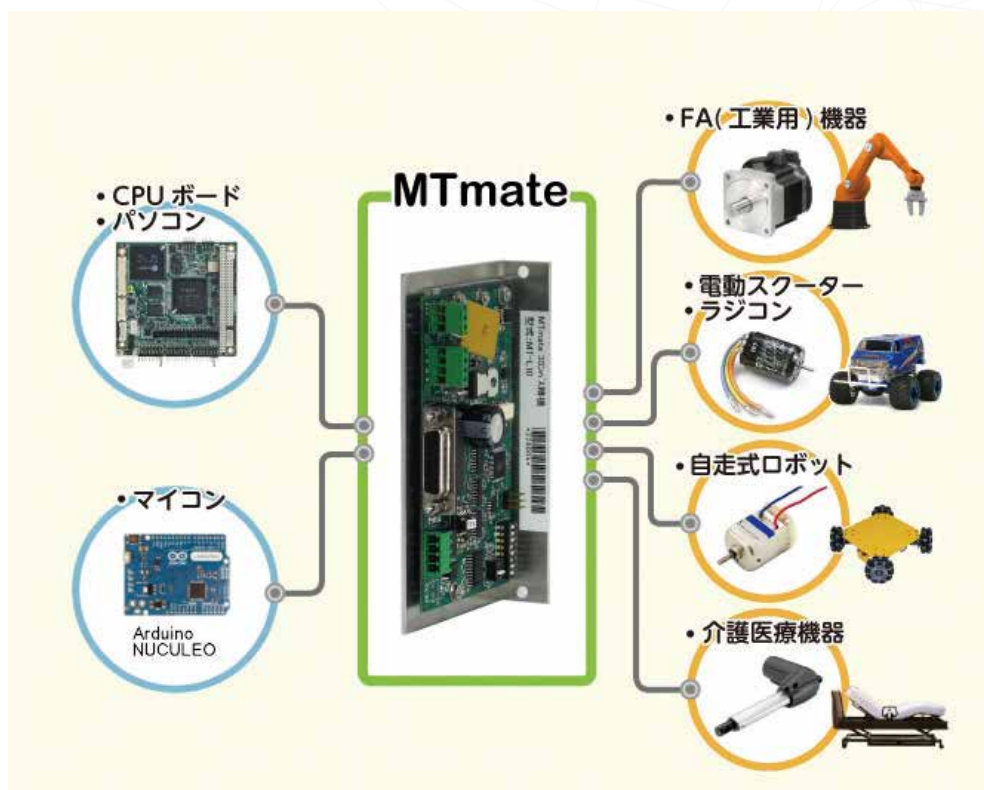 MTmate
・CPU ボード
・パソコン
・マイコン
Arduino
NUCULEO
・FA( 工業用 ) 機器
・電動スクーター
・ラジコン
・自走式ロボット
・介護医療機器